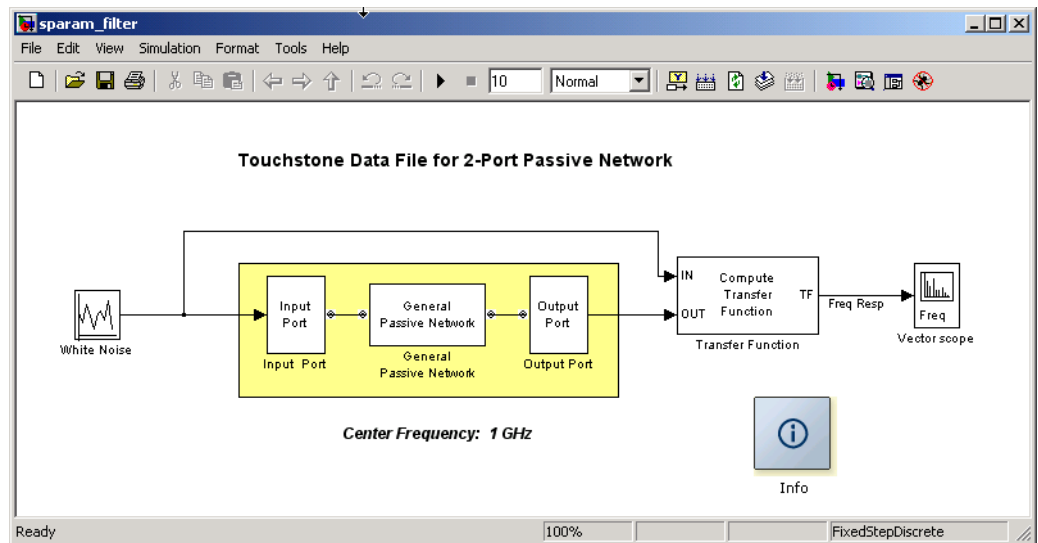 sparam_filter
File Edit View Simulation Format Tools Help
10 Normal
Touchstone Data File for 2-Port Passive Network
White Noise
Input
Port
Input Port
General
Passive Network
General
Passive Network
Output
Port
Output Port
IN
OUT
Compute
Transfer
Function
TF
Transfer Function
Freq Resp
Freq
Vector scope
Center Frequency: 1 GHz
Info
Ready 100% FixedStepDiscrete